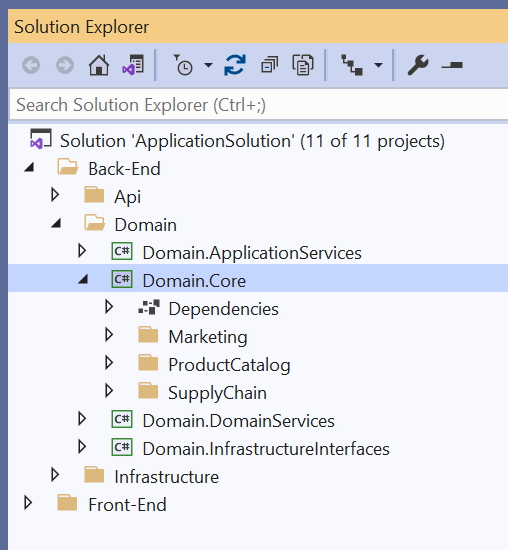 Solution Explorer
Search Solution Explorer (Ctrl+;)
Solution 'ApplicationSolution' (11 of 11 projects)
Back-End
Api
Domain
C# Domain.ApplicationServices
C# Domain.Core
Dependencies
Marketing
ProductCatalog
SupplyChain
C# Domain.DomainServices
C# Domain.InfrastructureInterfaces
Infrastructure
Front-End